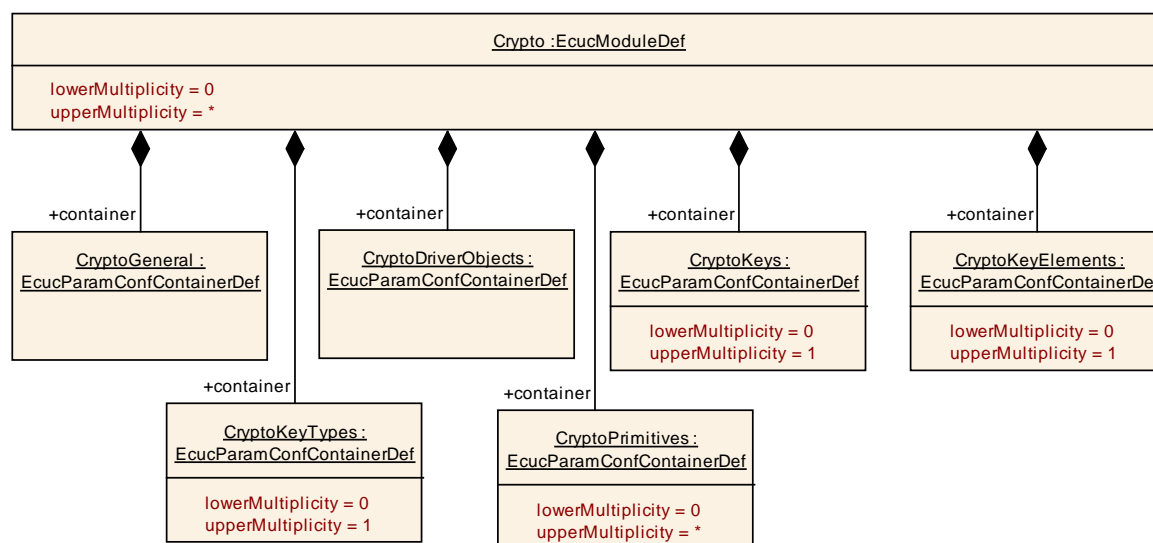 Crypto :EcucModuleDef
lowerMultiplicity = 0
upperMultiplicity = *
+container
+container
+container
+container
+container
+container
CryptoGeneral :
EcucParamConfContainerDef
CryptoDriverObjects :
EcucParamConfContainerDef
CryptoKeys :
EcucParamConfContainerDef
lowerMultiplicity = 0
upperMultiplicity = 1
CryptoKeyElements :
EcucParamConfContainerDef
lowerMultiplicity = 0
upperMultiplicity = 1
CryptoKeyTypes :
EcucParamConfContainerDef
lowerMultiplicity = 0
upperMultiplicity = 1
CryptoPrimitives :
EcucParamConfContainerDef
lowerMultiplicity = 0
upperMultiplicity = *